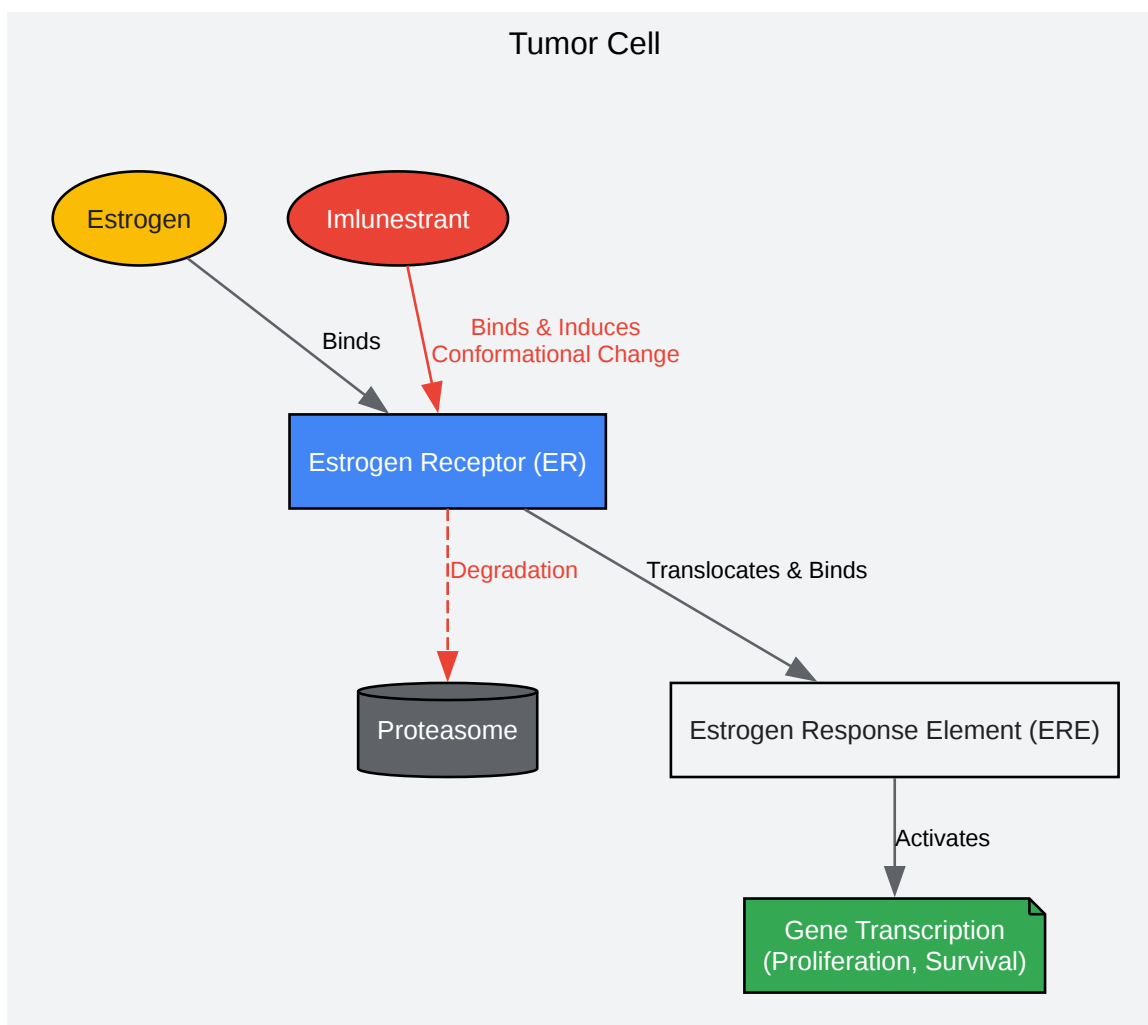 Tumor Cell
Estrogen
Imlunestrant
Binds
Binds & Induces
Conformational Change
Estrogen Receptor (ER)
Degradation
Translocates & Binds
Proteasome
Estrogen Response Element (ERE)
Activates
Gene Transcription
(Proliferation, Survival)